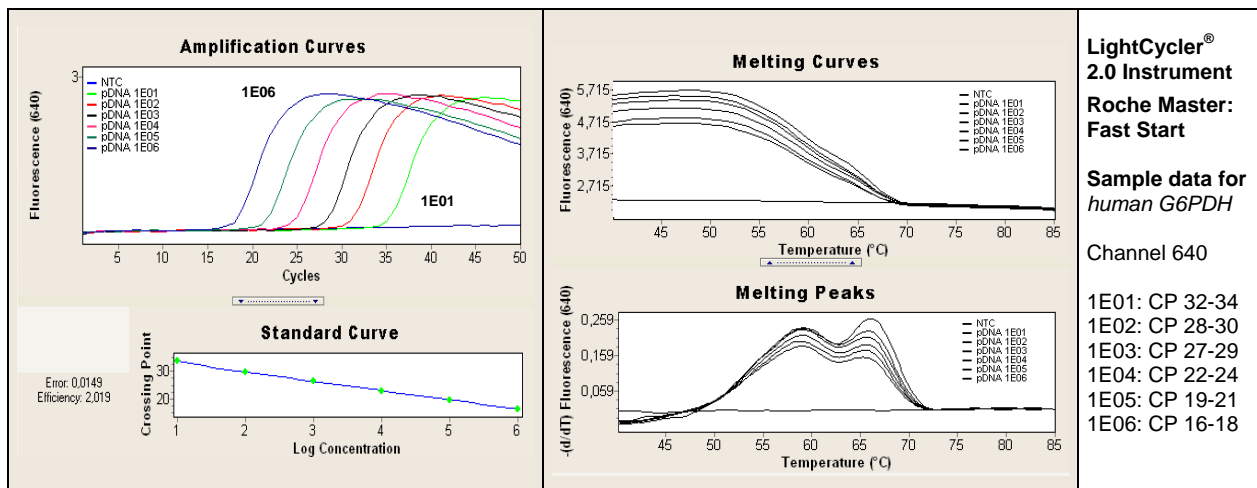 Amplification Curves
3
Fluorescence (640)
NTC
pDNA 1E01
pDNA 1E02
pDNA 1E03
pDNA 1E04
pDNA 1E05
pDNA 1E06
1E06
1E01
5 10 15 20 25 30 35 40 45 50
Cycles
Standard Curve
Error: 0,0149
Efficiency: 2,019
Crossing Point
30
20
1 2 3 4 5 6
Log Concentration
Melting Curves
Fluorescence (640)
5,715
4,715
3,715
2,715
NTC
pDNA 1E01
pDNA 1E02
pDNA 1E03
pDNA 1E04
pDNA 1E05
pDNA 1E06
45 50 55 60 65 70 75 80 85
Temperature (°C)
Melting Peaks
-(d/dT) Fluorescence (640)
0,259
0,159
0,059
NTC
pDNA 1E01
pDNA 1E02
pDNA 1E03
pDNA 1E04
pDNA 1E05
pDNA 1E06
45 50 55 60 65 70 75 80 85
Temperature (°C)
LightCycler®
2.0 Instrument
Roche Master:
Fast Start
Sample data for
human G6PDH
Channel 640
1E01: CP 32-34
1E02: CP 28-30
1E03: CP 27-29
1E04: CP 22-24
1E05: CP 19-21
1E06: CP 16-18